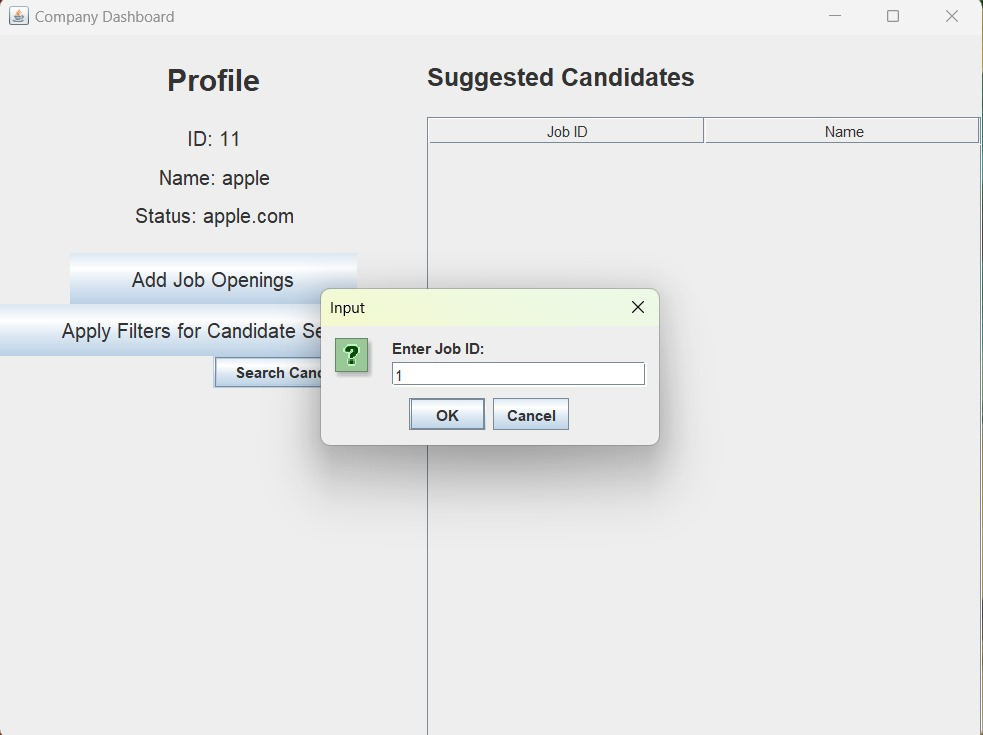 Company Dashboard
Profile
ID: 11
Name: apple
Status: apple.com
Add Job Openings
Apply Filters for Candidate Se
Search Canc
Suggested Candidates
Job ID Name
Input
Enter Job ID:
1
OK Cancel